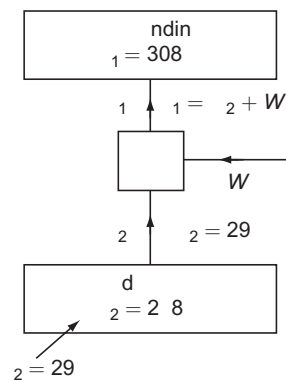 ndin
₁ = 308
₁ ₁ = ₂ + W
W
₂ ₂ = 29
d
₂ = 2 8
₂ = 29